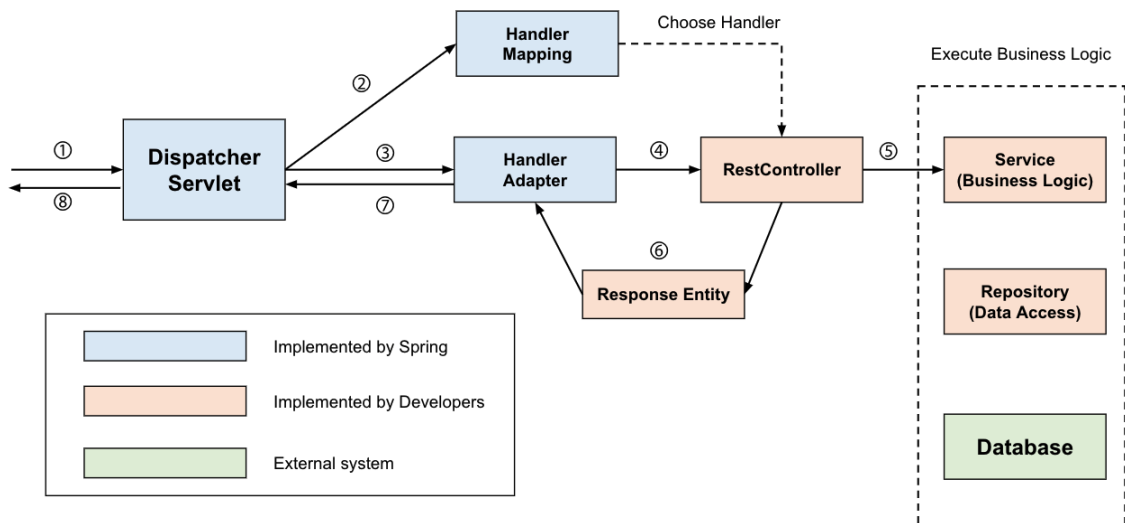 Choose Handler
Handler
Mapping
Execute Business Logic
②
①
Dispatcher
Servlet
③
Handler
Adapter
④
RestController
⑤
Service
(Business Logic)
⑧
⑦
⑥
Response Entity
Repository
(Data Access)
Implemented by Spring
Implemented by Developers
External system
Database